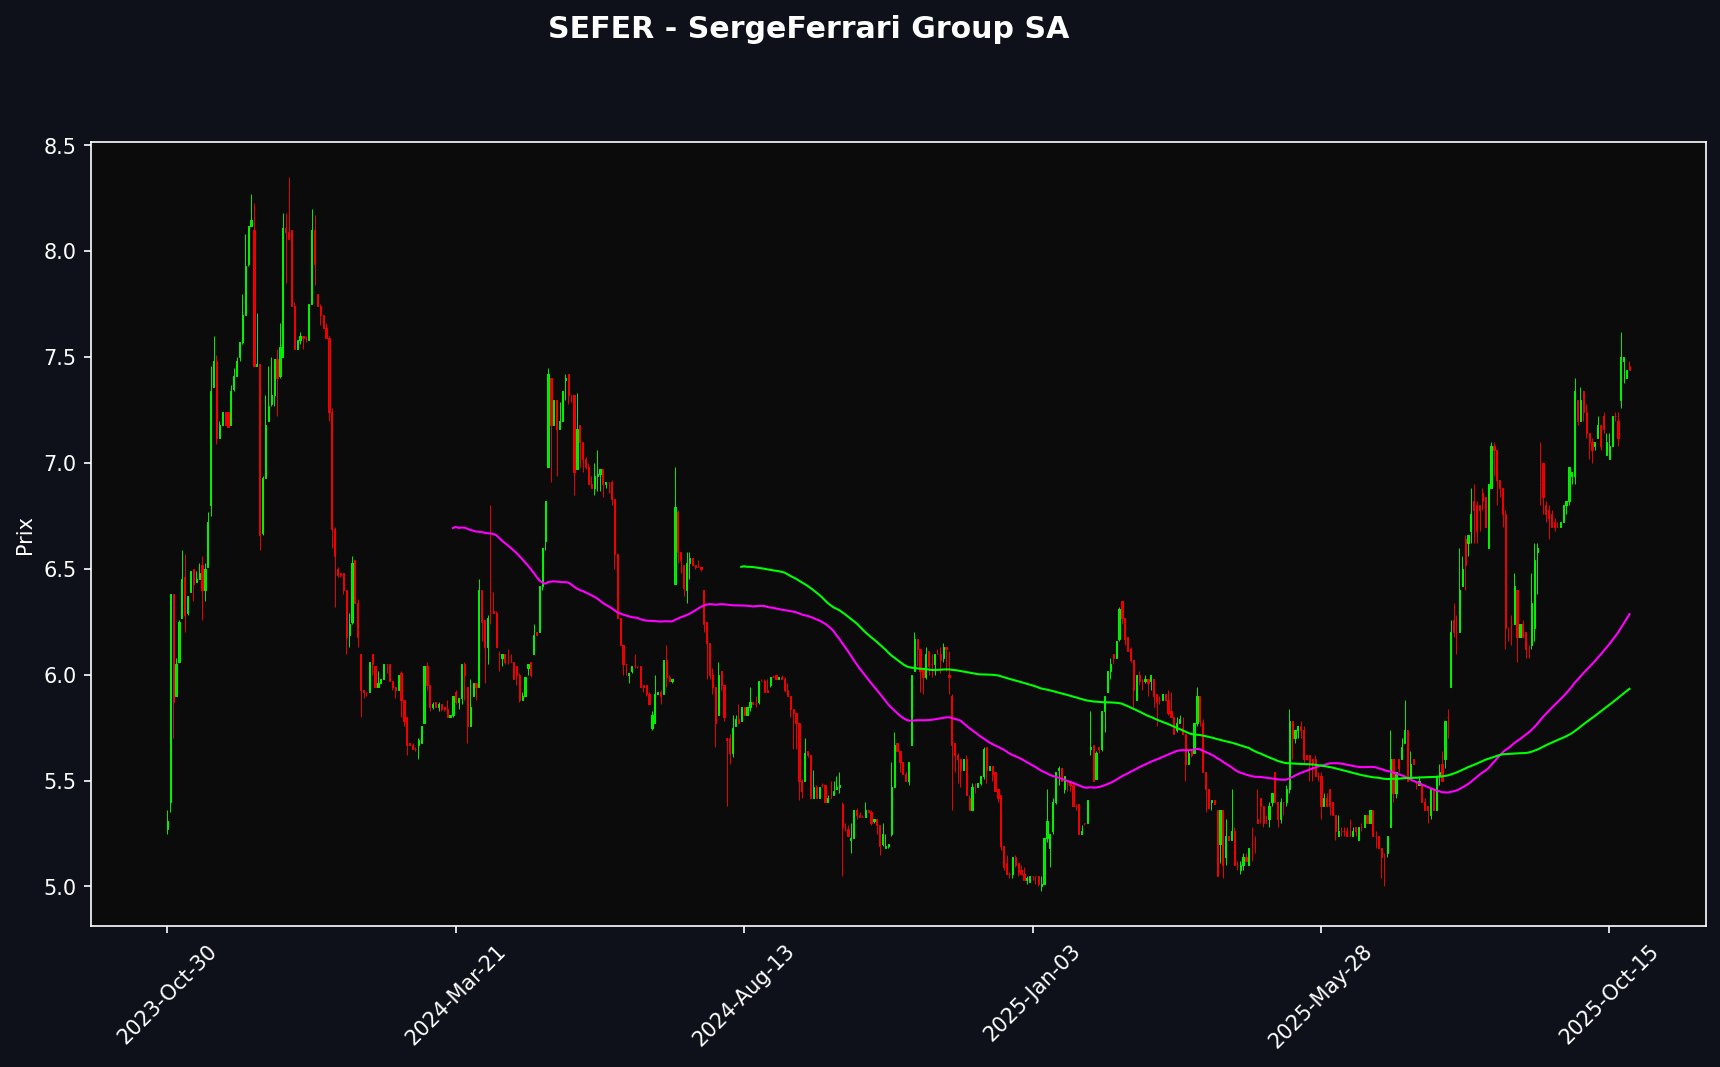 SEFER - SergeFerrari Group SA
Prix
8.5
8.0
7.5
7.0
6.5
6.0
5.5
5.0
2023-Oct-30
2024-Mar-21
2024-Aug-13
2025-Jan-03
2025-May-28
2025-Oct-15